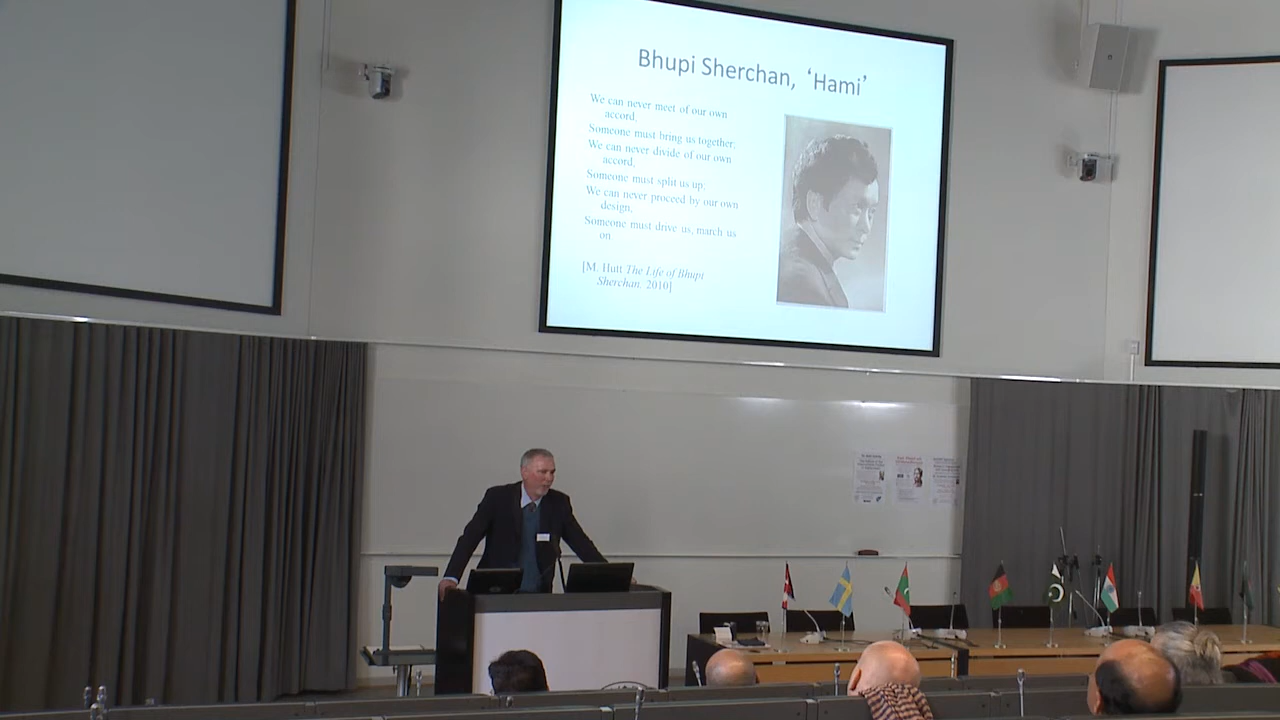 Bhupi Sherchan, ‘Hami’
We can never meet of our own
accord,
Someone must bring us together;
We can never divide of our own
accord,
Someone must split us up;
We can never proceed by our own
design,
Someone must drive us, march us
on.
[M. Hutt The Life of Bhupi
Sherchan. 2010]